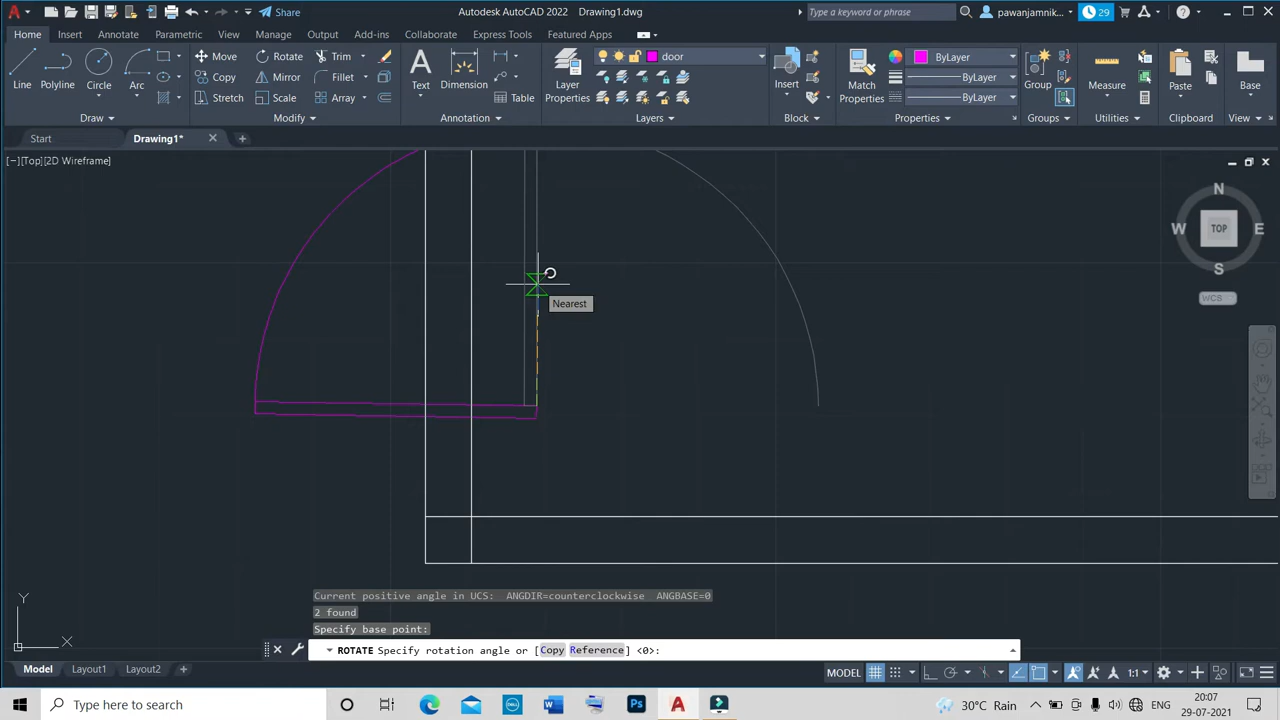 Share
Autodesk AutoCAD 2022 Drawing1.dwg
Type a keyword or phrase
pawanjamnik...
29
Home Insert Annotate Parametric View Manage Output Add-ins Collaborate Express Tools Featured Apps
Line Polyline Circle Arc
Move Rotate Trim
Copy Mirror Fillet
Stretch Scale Array
Text Dimension
Table
Layer Properties
door
Insert
Match Properties
ByLayer
ByLayer
ByLayer
Group
Measure
Paste
Base
Draw Modify Annotation Layers Block Properties Groups Utilities Clipboard View
Start Drawing1*
[−][Top][2D Wireframe]
N
W TOP E
S
WCS
Nearest
Y
X
Current positive angle in UCS: ANGDIR=counterclockwise ANGBASE=0
2 found
Specify base point:
ROTATE Specify rotation angle or [Copy Reference] <0>:
Model Layout1 Layout2
MODEL 1:1
Type here to search
DELL
W
Ps
A
30°C Rain
ENG
20:07
29-07-2021